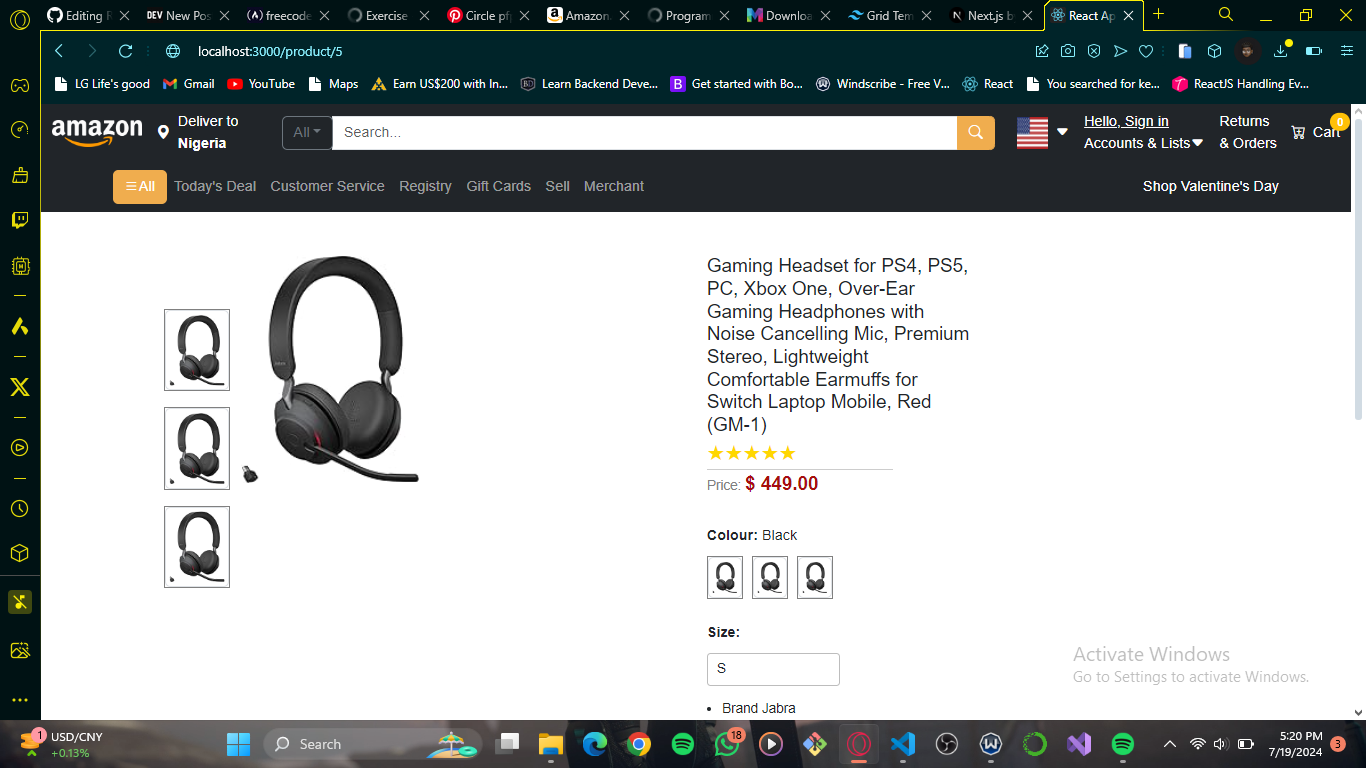 Editing R
DEV New Pos
(A) freecode
Exercise
Circle pfp
Amazon.
Program
Downloa
Grid Tem
Next.js b
React Ap
localhost:3000/product/5
LG Life's good
Gmail
YouTube
Maps
Earn US$200 with In...
Learn Backend Deve...
B Get started with Bo...
Windscribe - Free V...
React
You searched for ke...
ReactJS Handling Ev...
amazon
Deliver to
Nigeria
All
Search...
Hello, Sign in
Accounts & Lists
Returns
& Orders
0
Cart
All
Today's Deal
Customer Service
Registry
Gift Cards
Sell
Merchant
Shop Valentine's Day
Gaming Headset for PS4, PS5,
PC, Xbox One, Over-Ear
Gaming Headphones with
Noise Cancelling Mic, Premium
Stereo, Lightweight
Comfortable Earmuffs for
Switch Laptop Mobile, Red
(GM-1)
★★★★★
Price: $ 449.00
Colour: Black
Size:
S
• Brand Jabra
Activate Windows
Go to Settings to activate Windows.
1
USD/CNY
+0.13%
Search
18
5:20 PM
7/19/2024
3